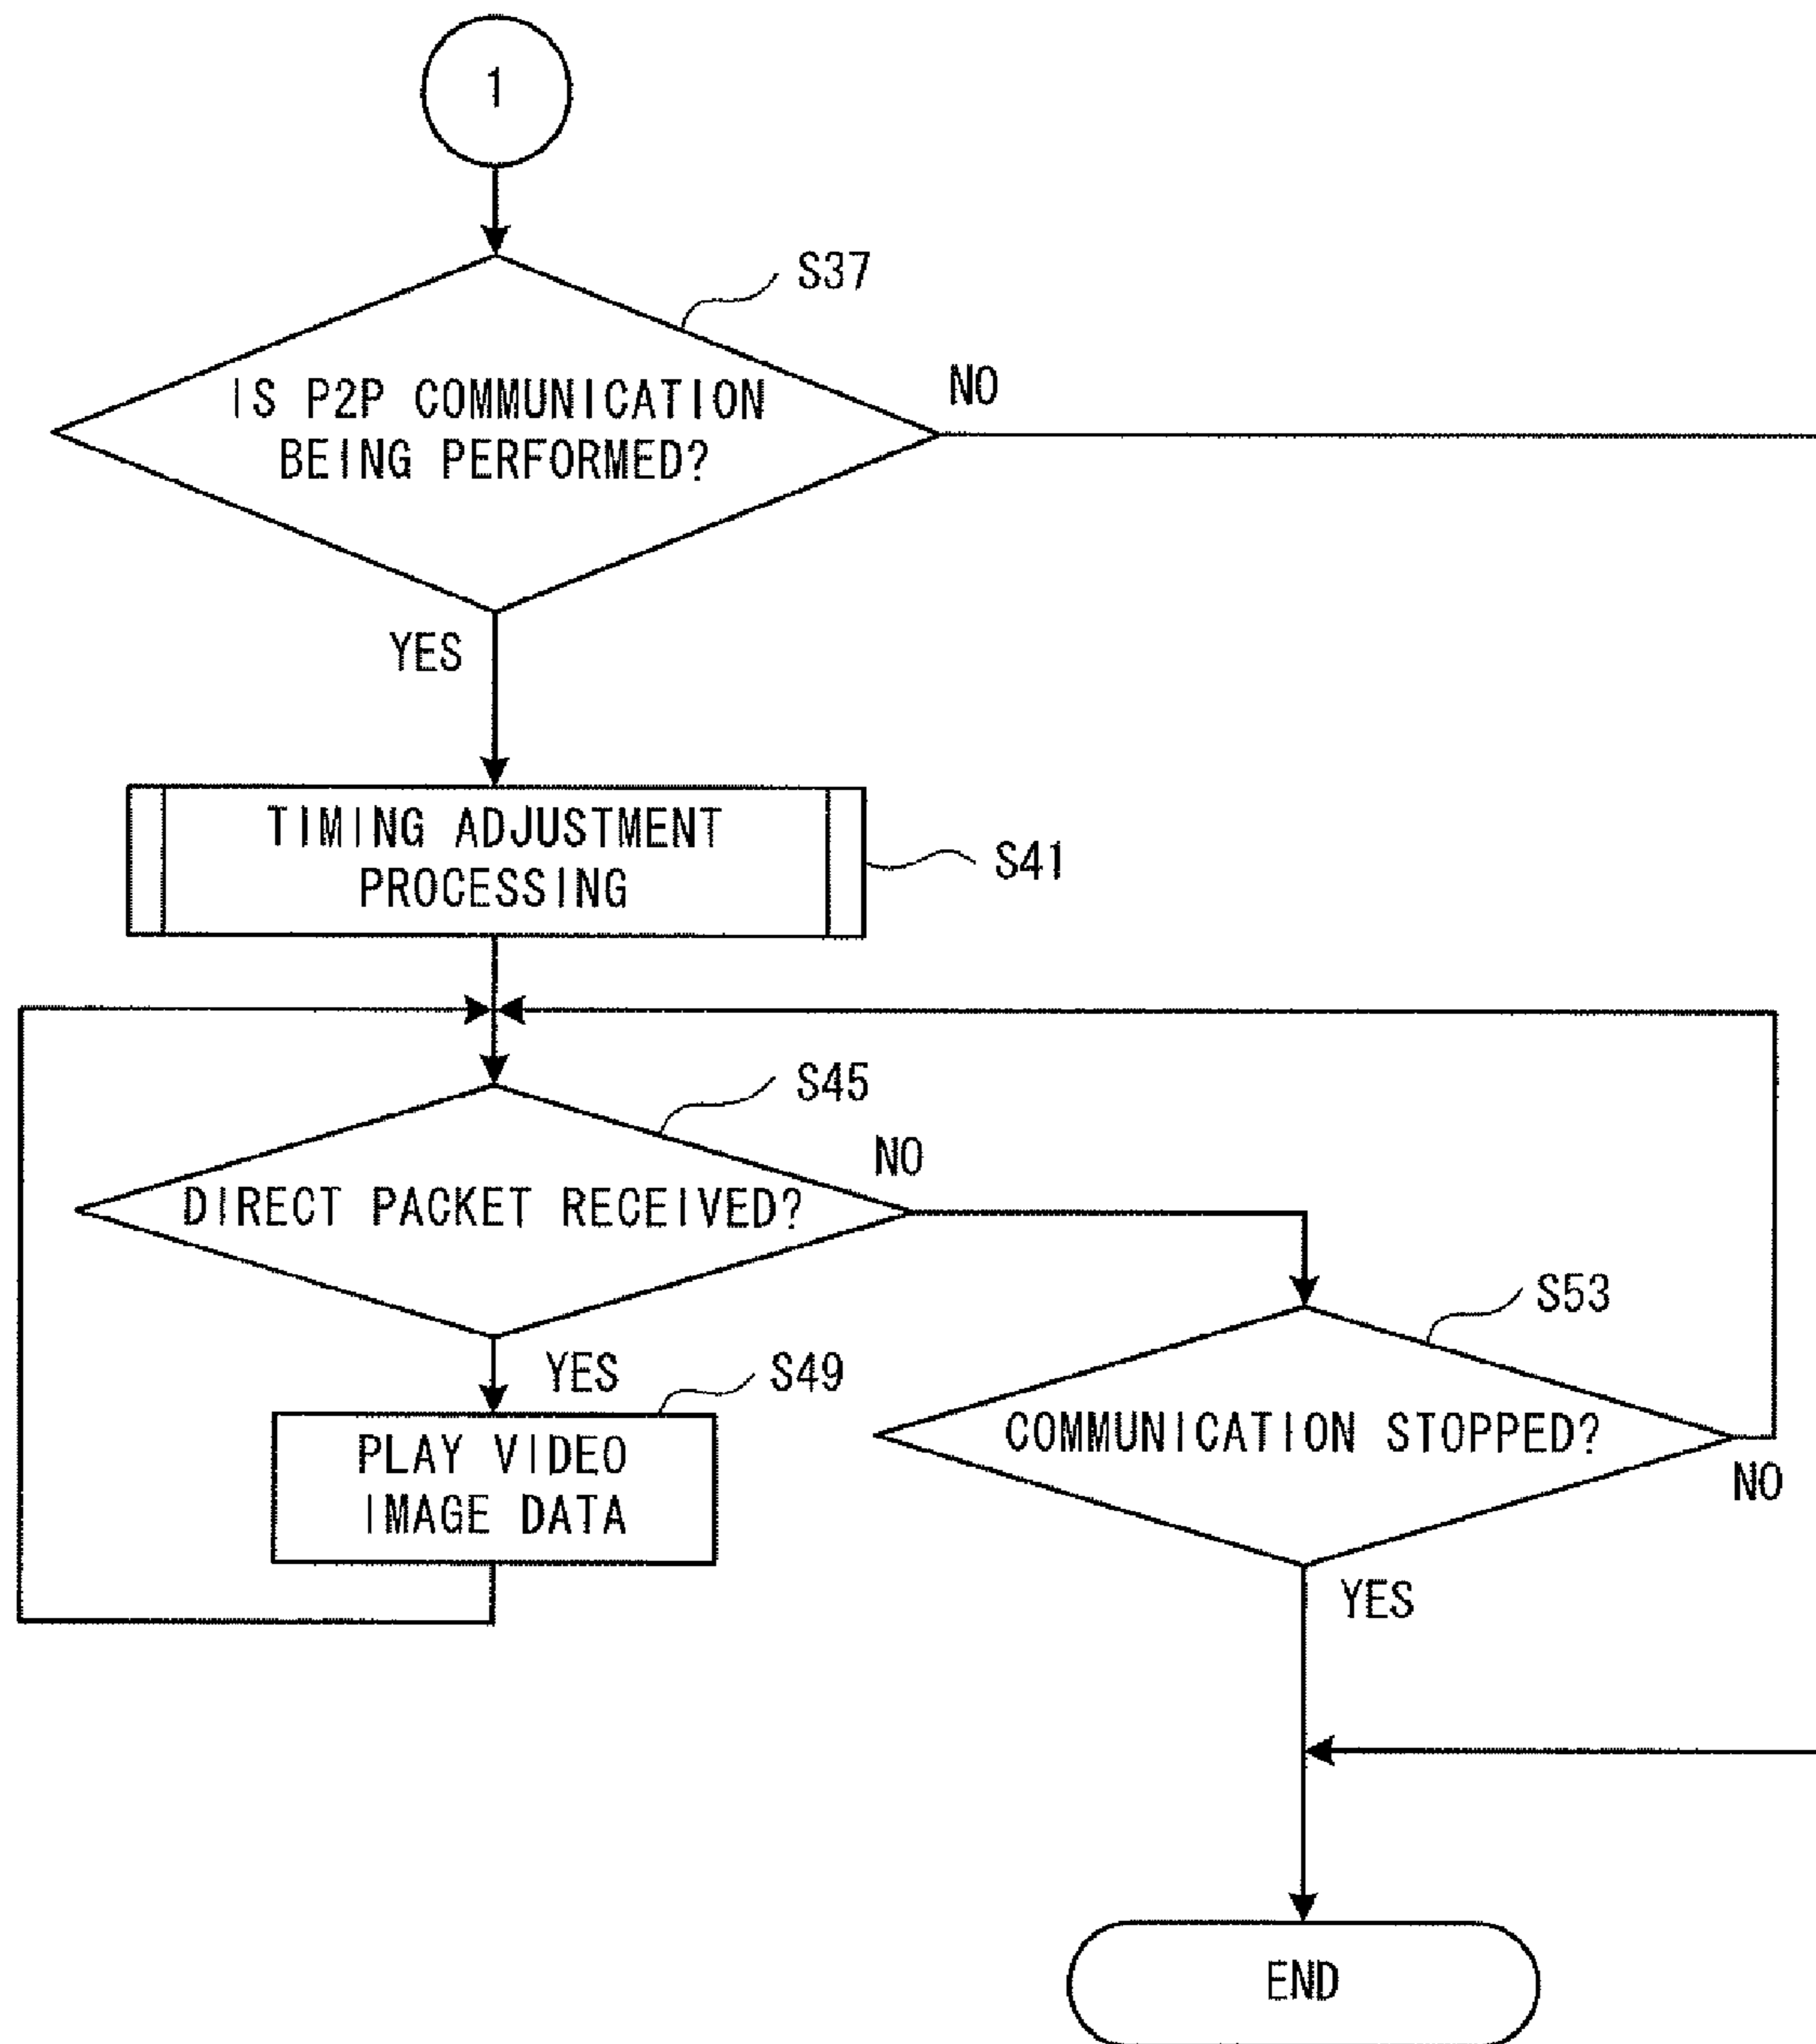 1
S37
IS P2P COMMUNICATION
BEING PERFORMED?
NO
YES
TIMING ADJUSTMENT
PROCESSING
S41
S45
NO
DIRECT PACKET RECEIVED?
S53
YES
S49
COMMUNICATION STOPPED?
PLAY VIDEO
IMAGE DATA
NO
YES
END